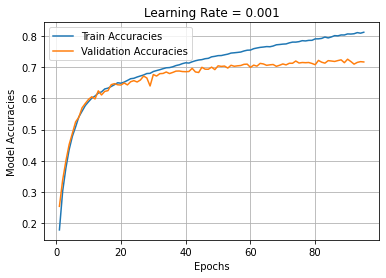 Learning Rate = 0.001
Train Accuracies
Validation Accuracies
Model Accuracies
0.8
0.7
0.6
0.5
0.4
0.3
0.2
0
20
40
60
80
Epochs